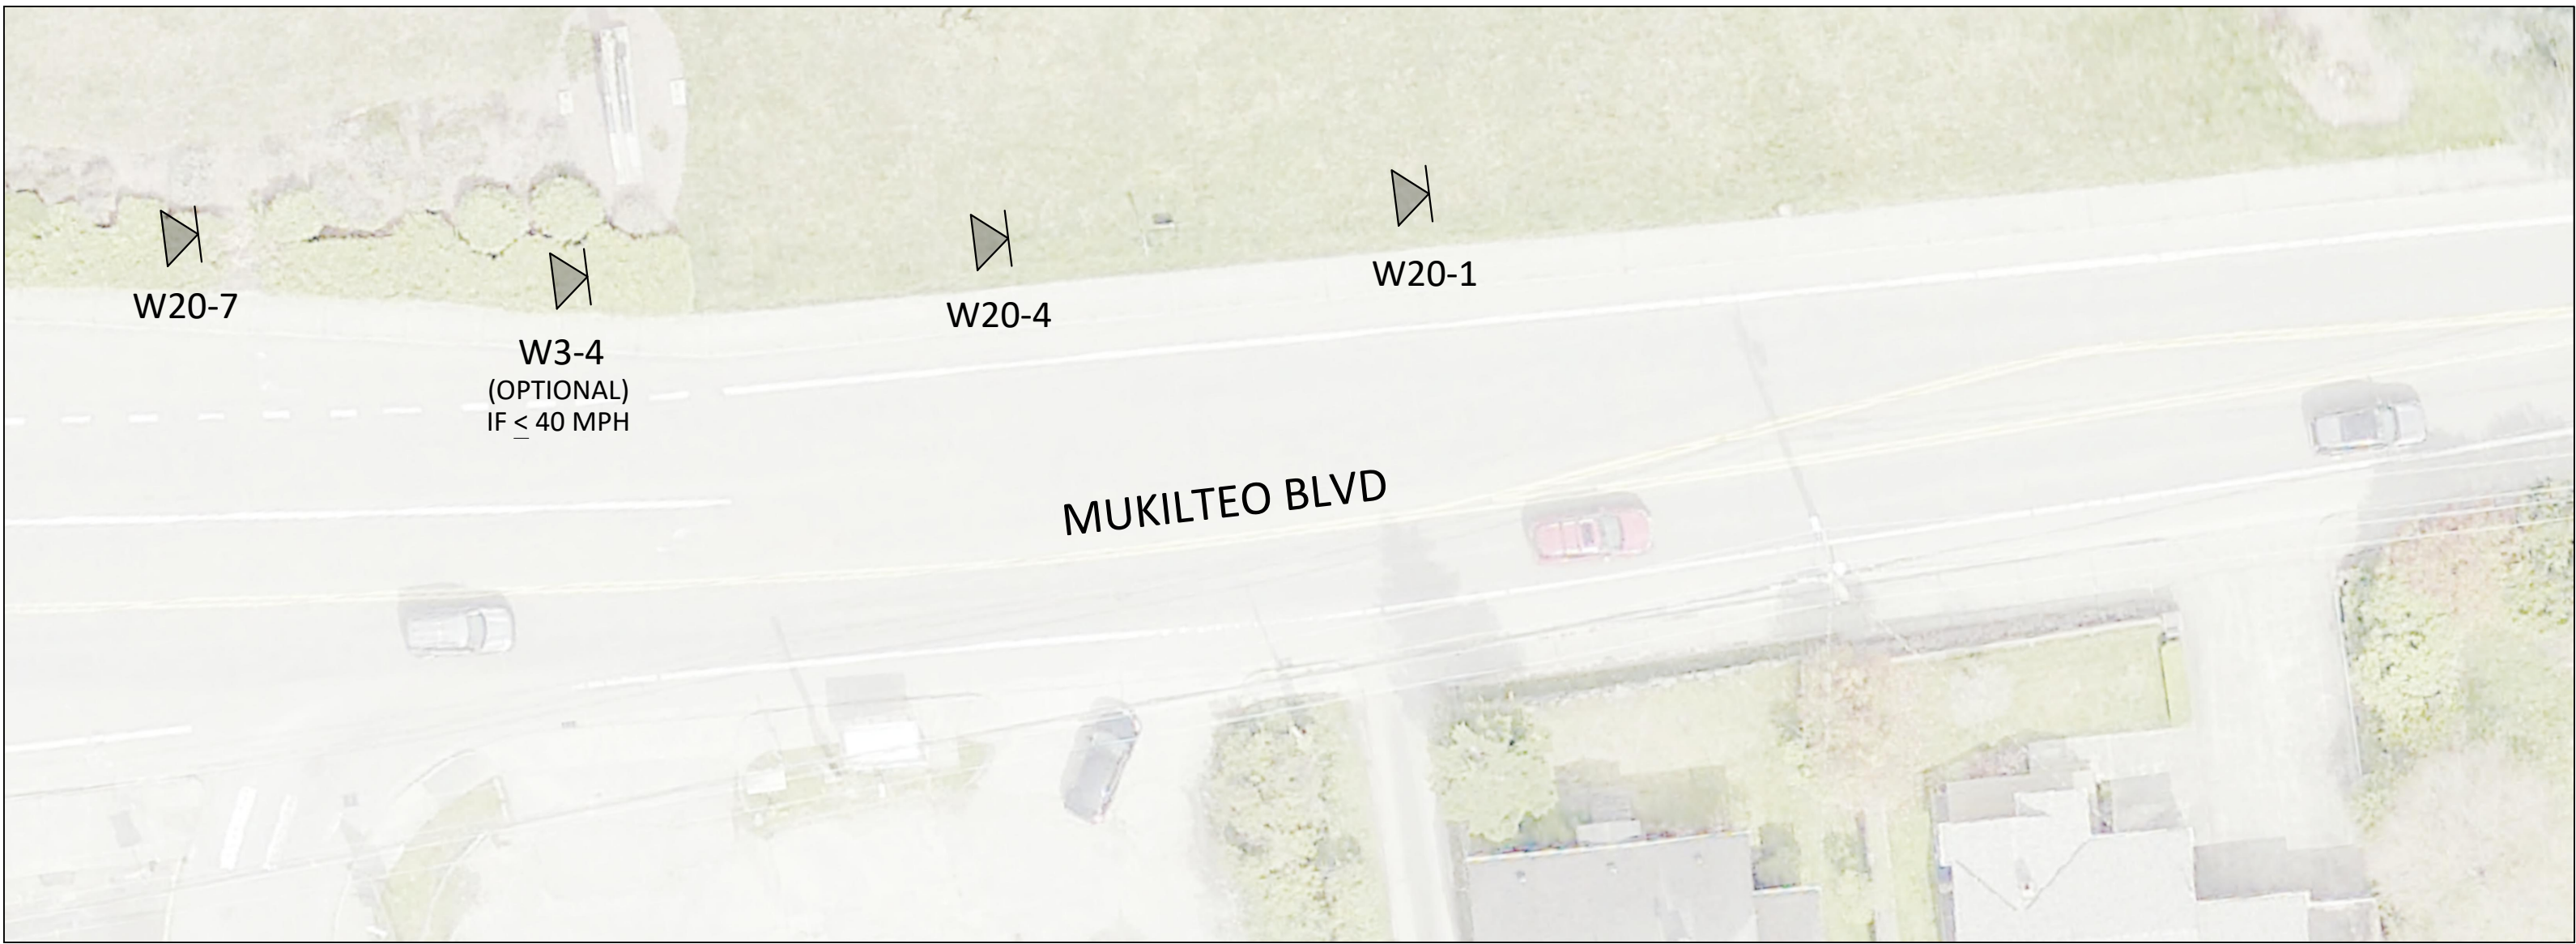 W20-1
W20-7
W20-4
W3-4
(OPTIONAL)
IF < 40 MPH
MUKILTEO BLVD